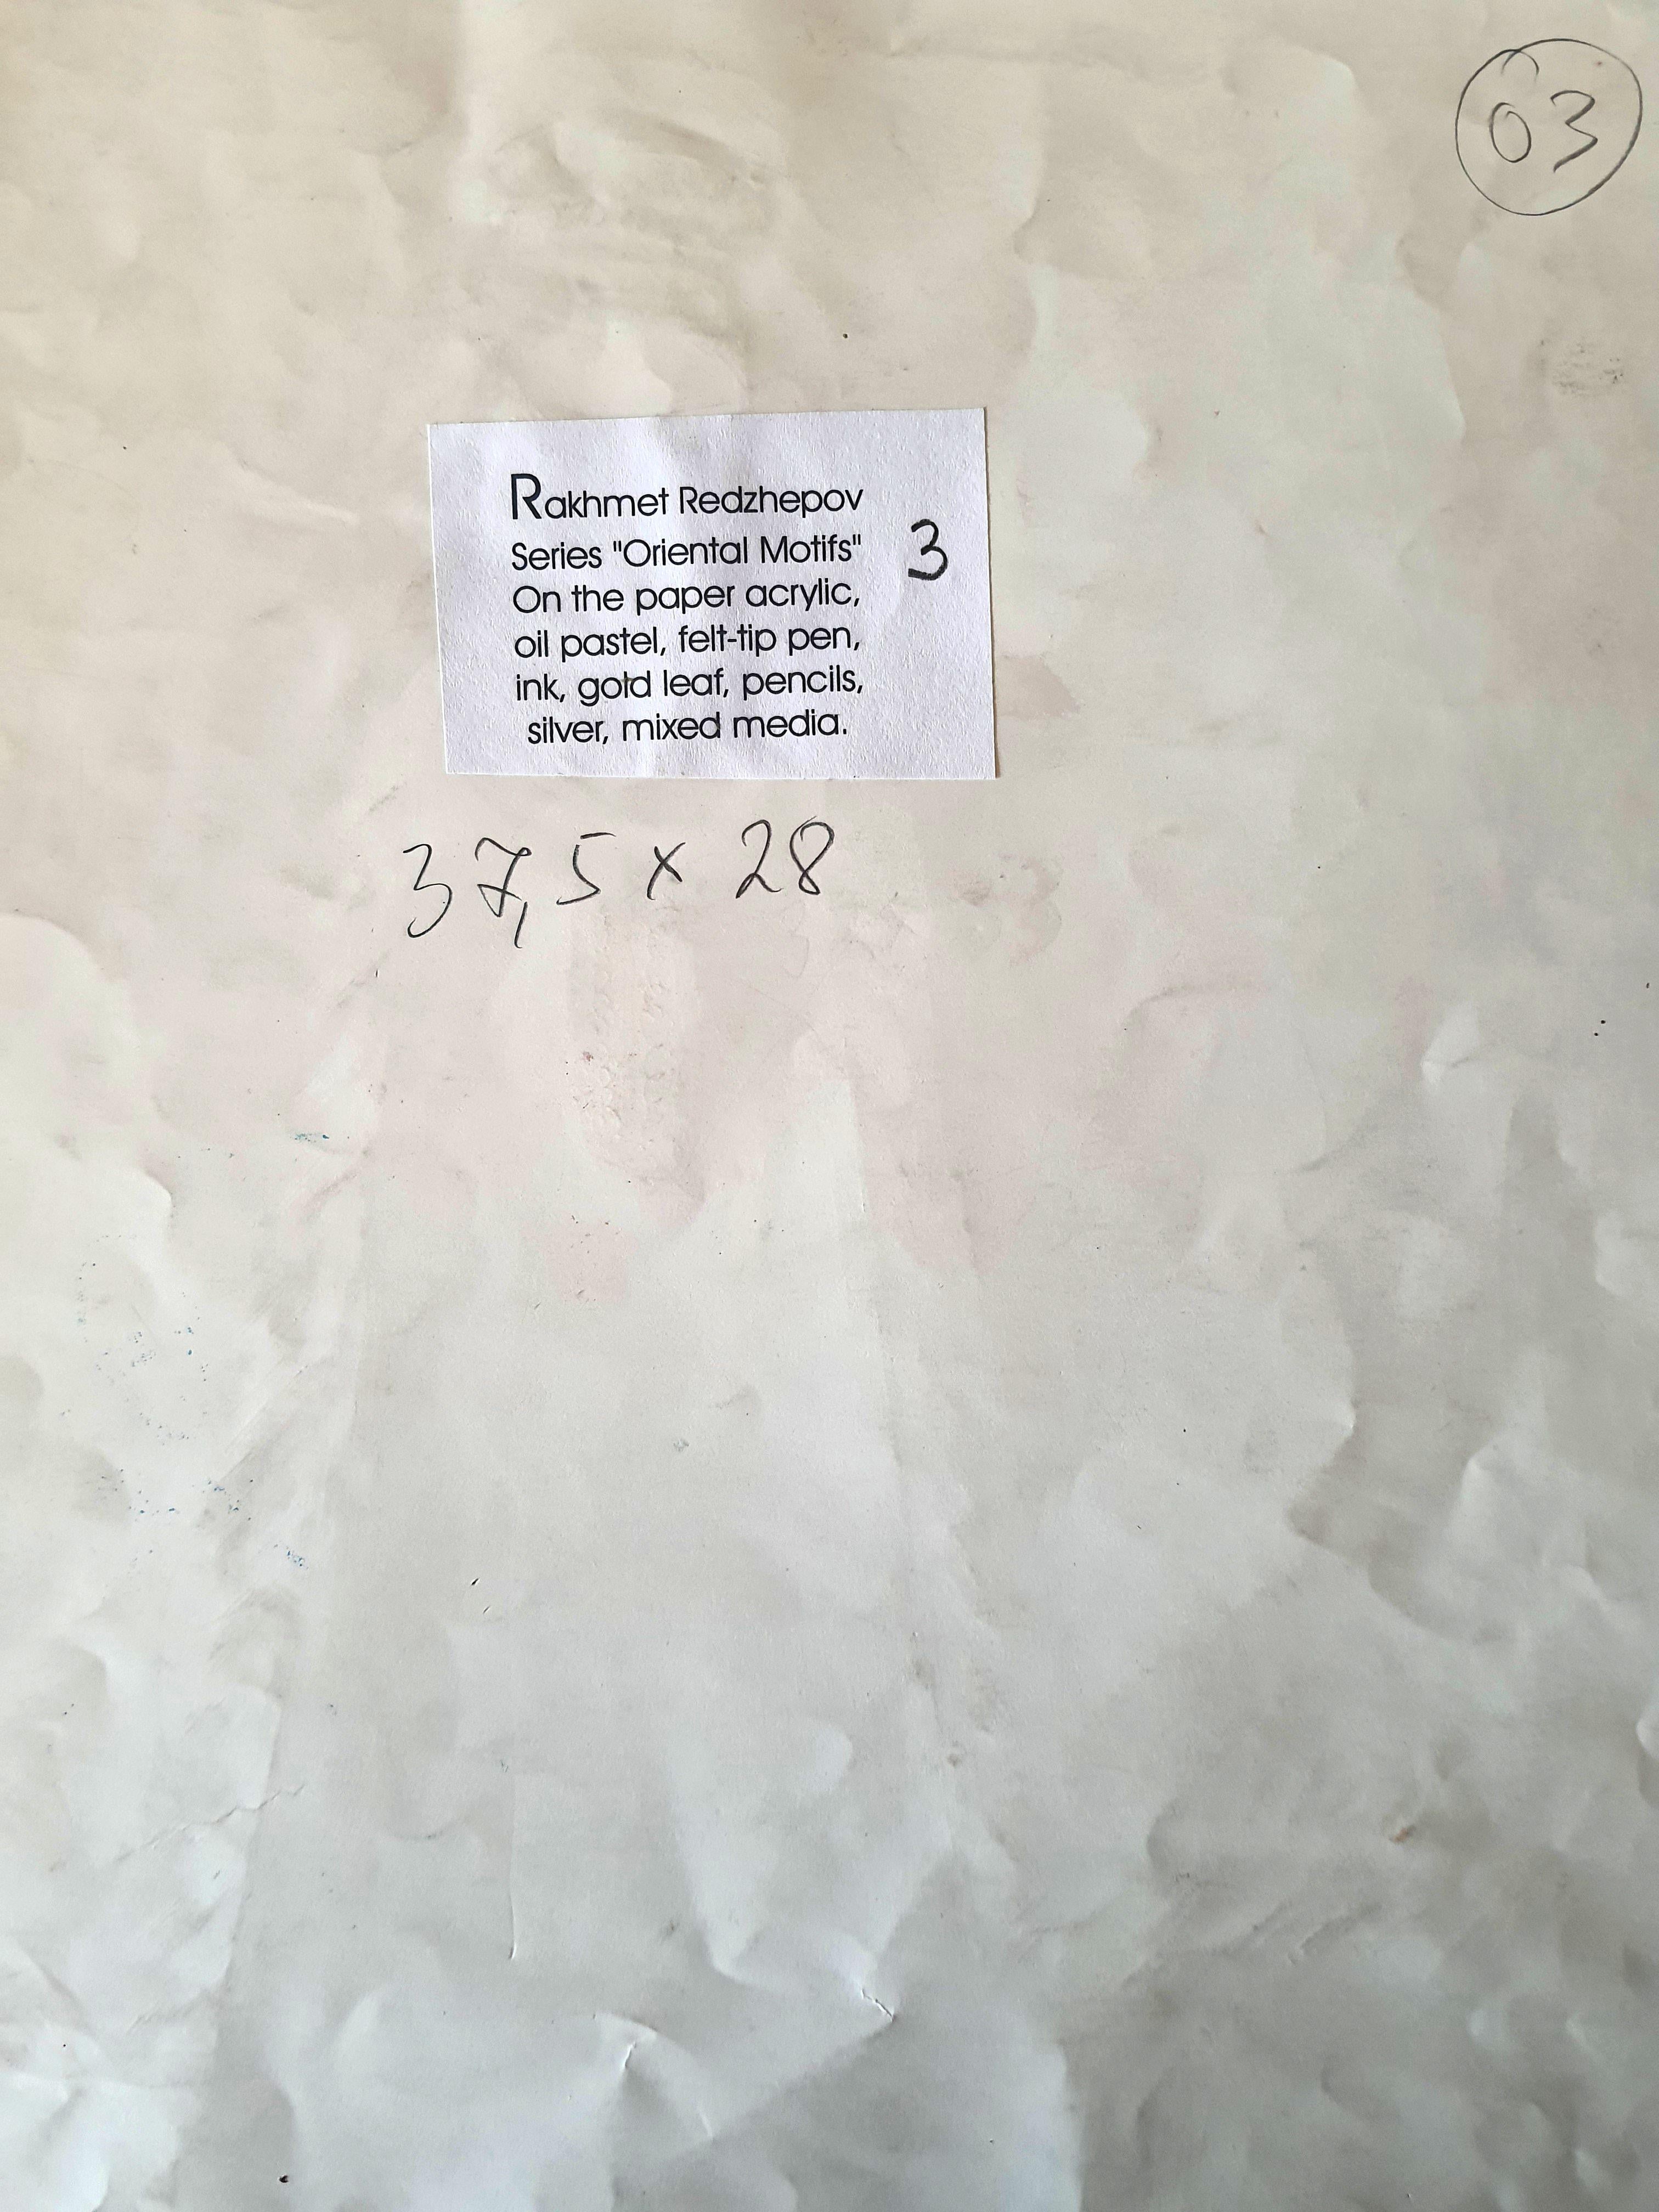 03
Rakhmet Redzhepov
Series "Oriental Motifs" 3
On the paper acrylic,
oil pastel, felt-tip pen,
ink, gold leaf, pencils,
silver, mixed media.
37,5 x 28